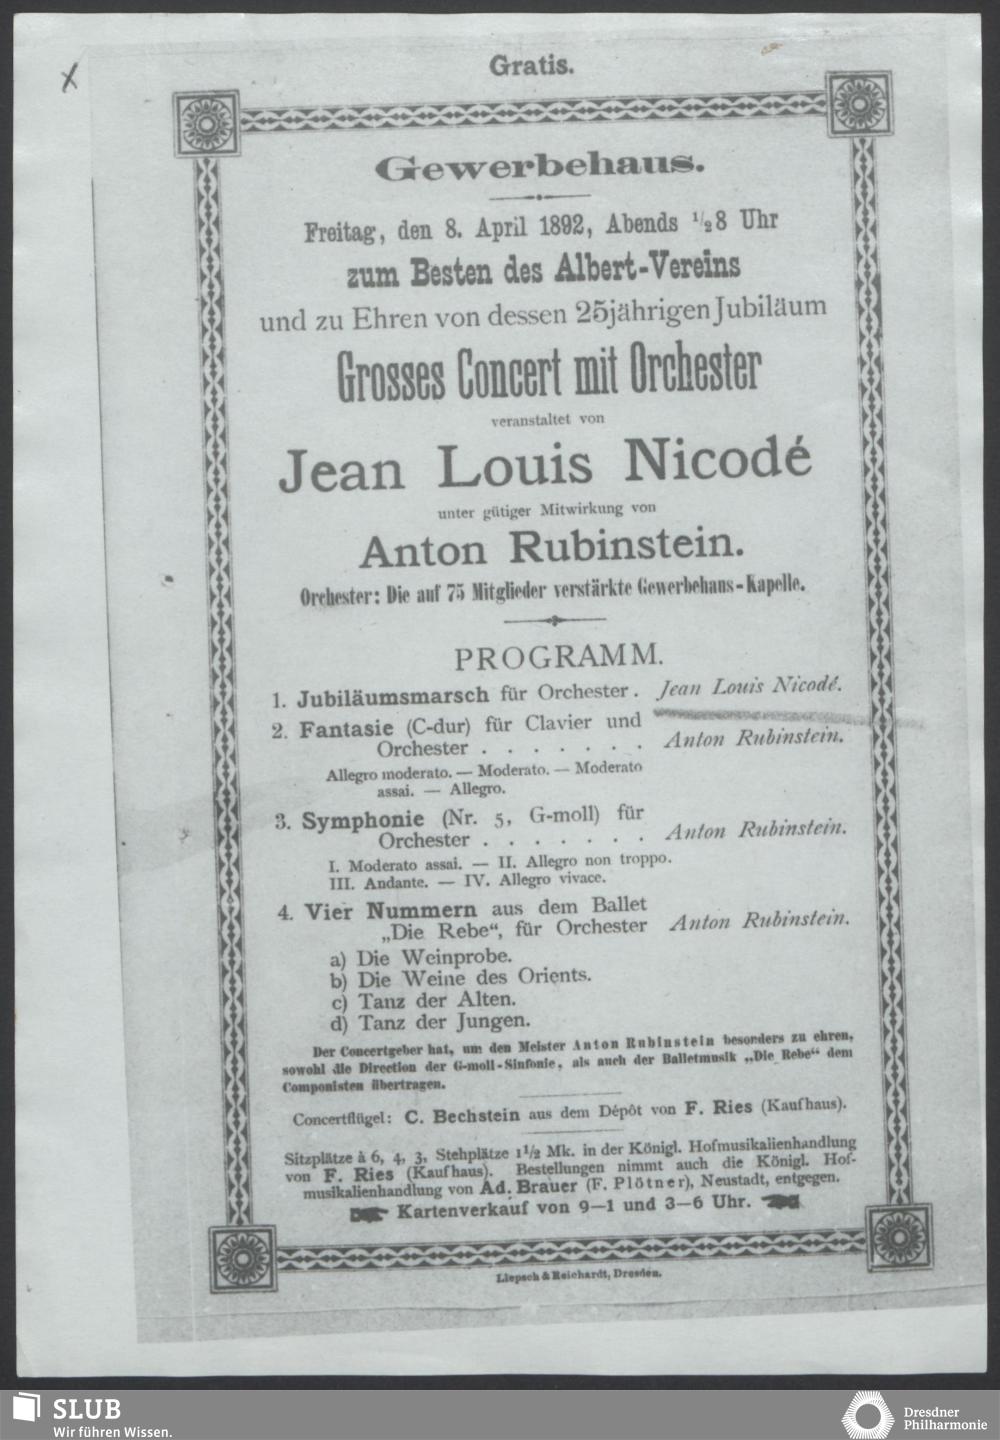 Gratis.
Gewerbehaus.
Freitag, den 8. April 1892, Abends 1/28 Uhr
zum Besten des Albert-Vereins
und zu Ehren von dessen 25jährigen Jubiläum
Grosses Concert mit Orchester
veranstaltet von
Jean Louis Nicodé
unter gütiger Mitwirkung von
Anton Rubinstein.
Orchester: Die auf 75 Mitglieder verstärkte Gewerbehaus-Kapelle.
PROGRAMM.
1. Jubiläumsmarsch für Orchester. Jean Louis Nicodé.
2. Fantasie (C-dur) für Clavier und
Orchester . . . . . . . Anton Rubinstein.
Allegro moderato. — Moderato. — Moderato
assai. — Allegro.
3. Symphonie (Nr. 5, G-moll) für
Orchester . . . . . . . Anton Rubinstein.
I. Moderato assai. — II. Allegro non troppo.
III. Andante. — IV. Allegro vivace.
4. Vier Nummern aus dem Ballet
„Die Rebe“, für Orchester Anton Rubinstein.
a) Die Weinprobe.
b) Die Weine des Orients.
c) Tanz der Alten.
d) Tanz der Jungen.
Der Concertgeber hat, um den Meister Anton Rubinstein besonders zu ehren,
sowohl die Direction der G-moll-Sinfonie, als auch der Balletmusik „Die Rebe“ dem
Componisten übertragen.
Concertflügel: C. Bechstein aus dem Dépôt von F. Ries (Kaufhaus).
Sitzplätze à 6, 4, 3, Stehplätze 1 1/2 Mk. in der Königl. Hofmusikalienhandlung
von F. Ries (Kaufhaus). Bestellungen nimmt auch die Königl. Hof-
musikalienhandlung von Ad. Brauer (F. Plötner), Neustadt, entgegen.
Kartenverkauf von 9—1 und 3—6 Uhr.
Liepsch & Reichardt, Dresden.
SLUB
Wir führen Wissen.
Dresdner
Philharmonie